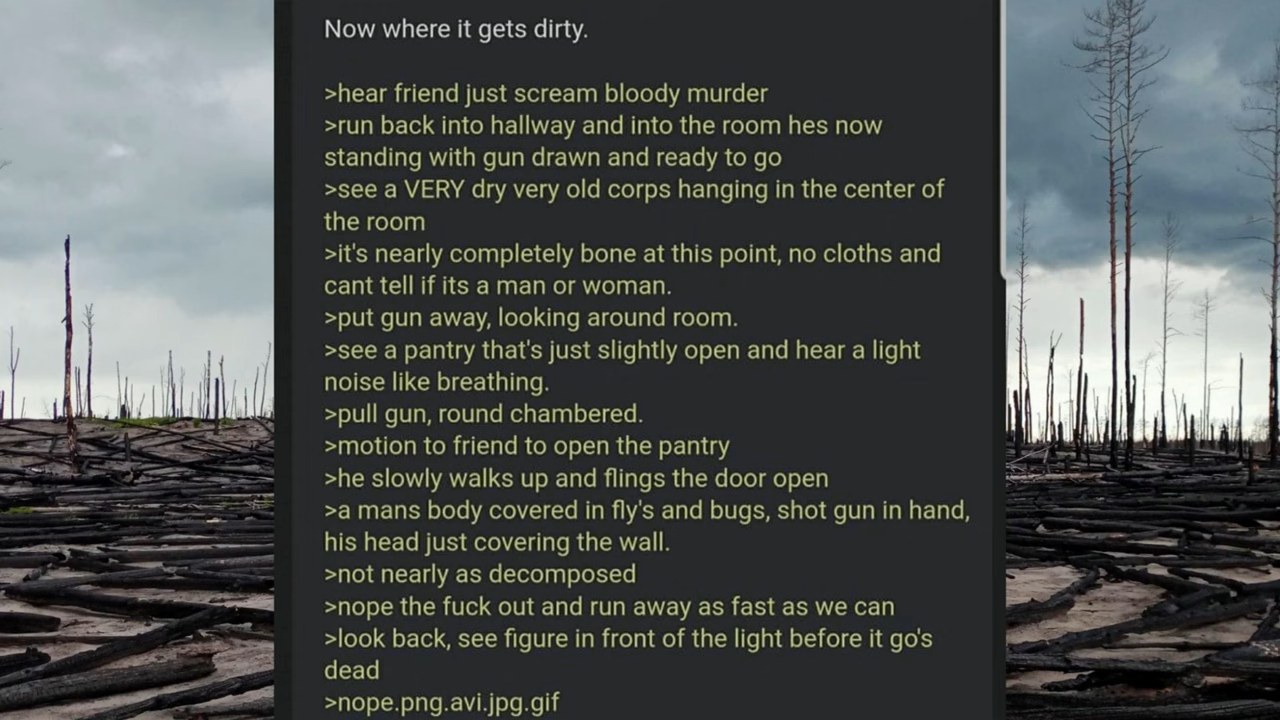 Now where it gets dirty.
>hear friend just scream bloody murder
>run back into hallway and into the room hes now
standing with gun drawn and ready to go
>see a VERY dry very old corps hanging in the center of
the room
>it's nearly completely bone at this point, no cloths and
cant tell if its a man or woman.
>put gun away, looking around room.
>see a pantry that's just slightly open and hear a light
noise like breathing.
>pull gun, round chambered.
>motion to friend to open the pantry
>he slowly walks up and flings the door open
>a mans body covered in fly's and bugs, shot gun in hand,
his head just covering the wall.
>not nearly as decomposed
>nope the fuck out and run away as fast as we can
>look back, see figure in front of the light before it go's
dead
>nope.png.avi.jpg.gif